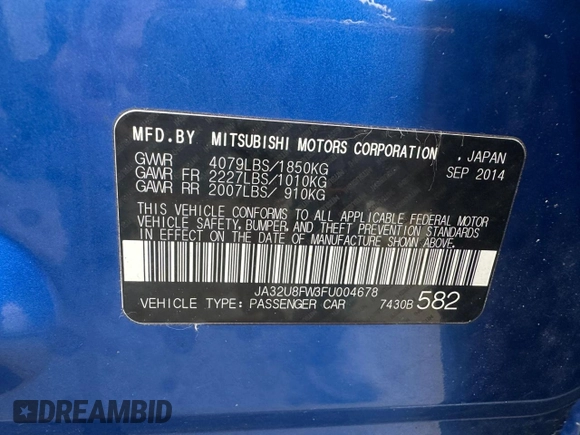 MFD.BY MITSUBISHI MOTORS CORPORATION , JAPAN
GVWR 4079LBS/1850KG SEP 2014
GAWR FR 2227LBS/1010KG
GAWR RR 2007LBS/ 910KG
THIS VEHICLE CONFORMS TO ALL APPLICABLE FEDERAL MOTOR
VEHICLE SAFETY, BUMPER, AND THEFT PREVENTION STANDARDS
IN EFFECT ON THE DATE OF MANUFACTURE SHOWN ABOVE.
JA32U8FW3FU004678
VEHICLE TYPE: PASSENGER CAR 7430B 582
DREAMBID